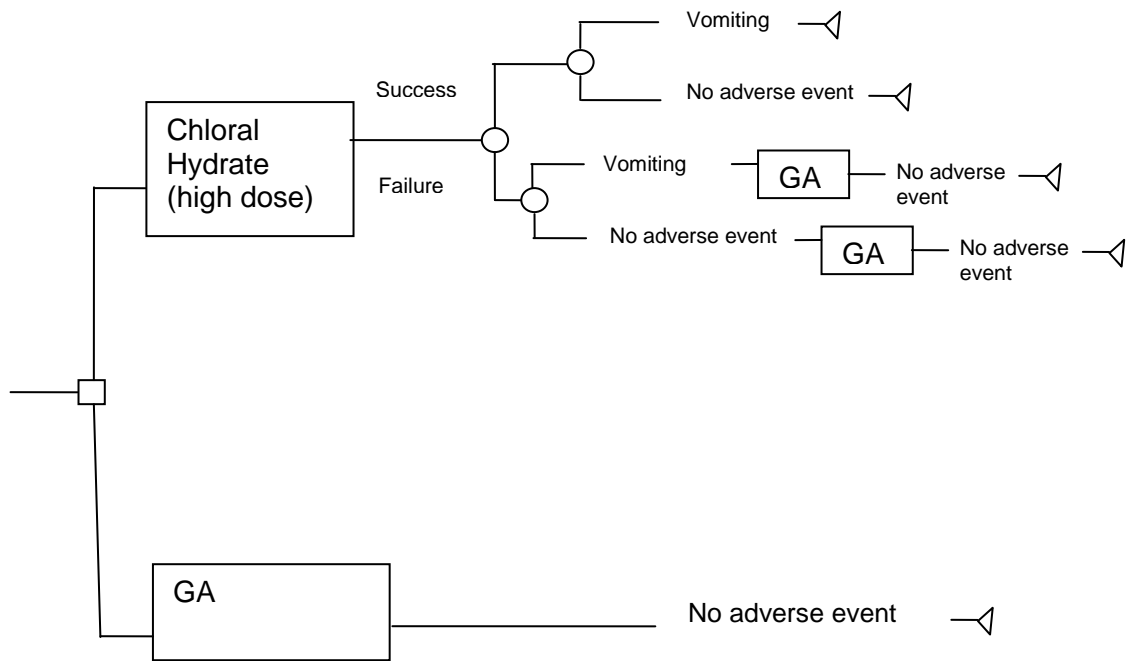 Vomiting
Success
No adverse event
Chloral
Hydrate
(high dose)
Vomiting
GA
No adverse
event
Failure
No adverse event
GA
No adverse
event
GA
No adverse event